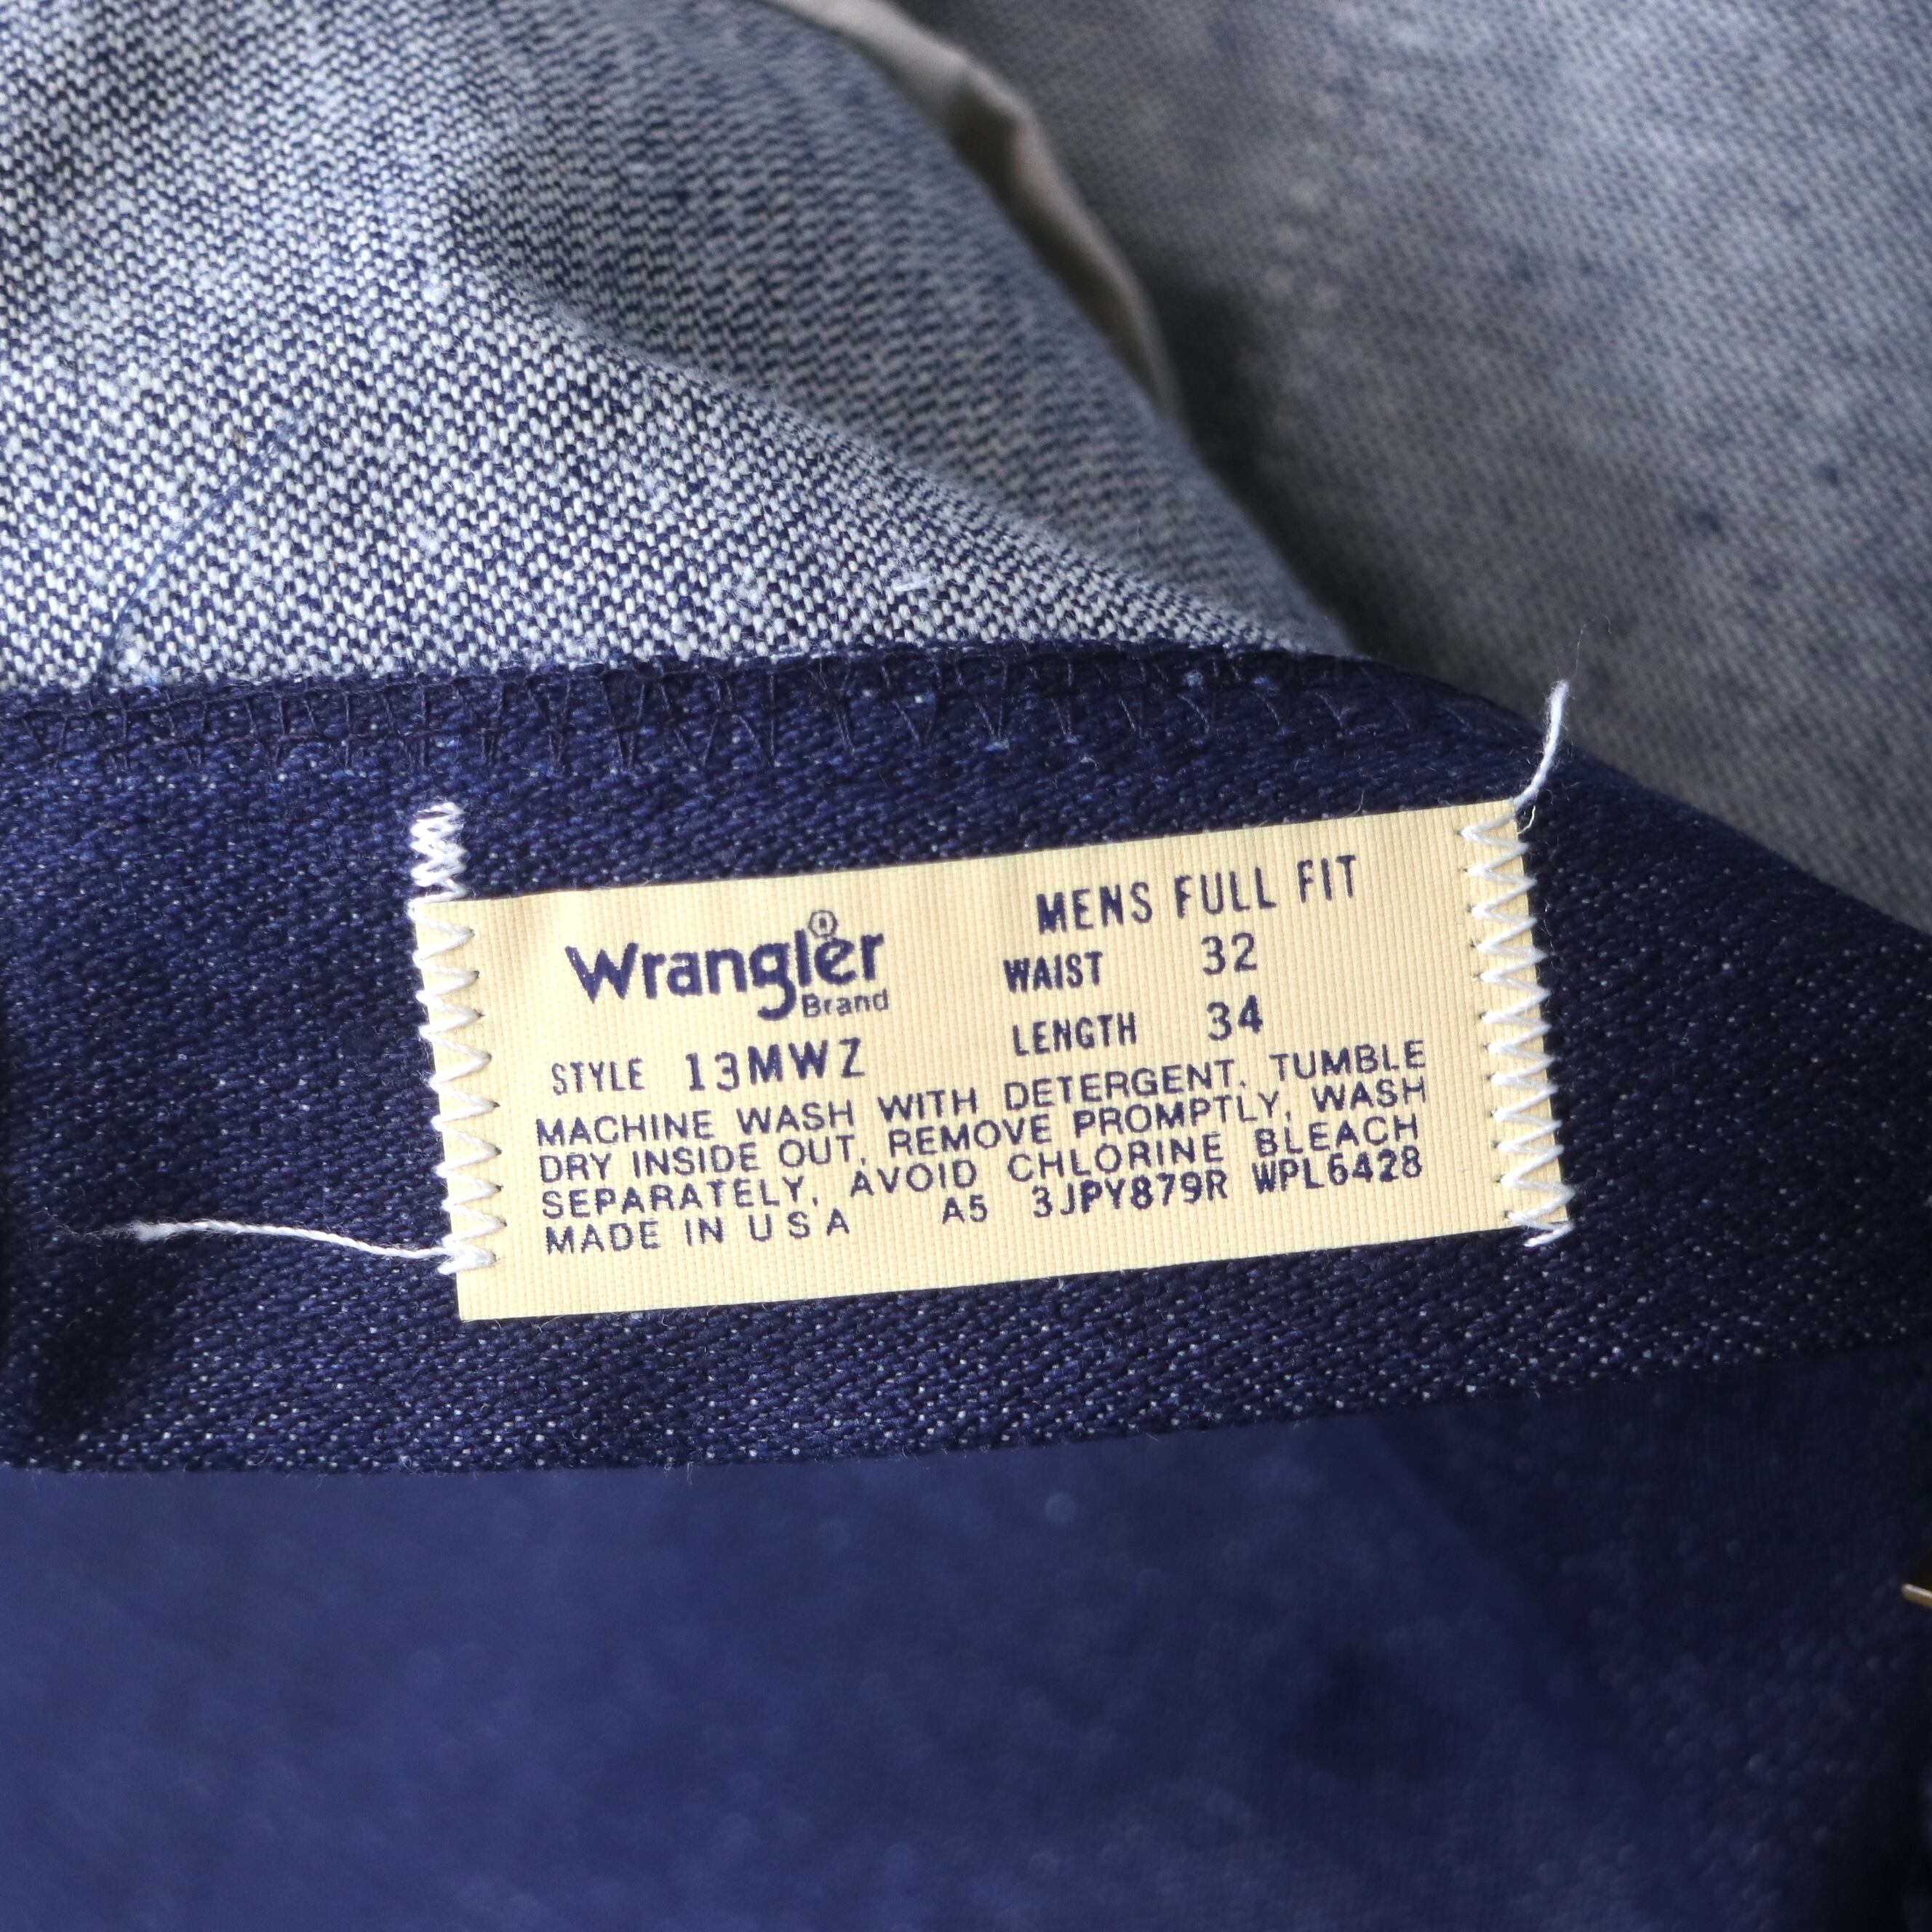 Wrangler®
Brand
STYLE 13MWZ
MENS FULL FIT
WAIST 32
LENGTH 34
MACHINE WASH WITH DETERGENT. TUMBLE
DRY INSIDE OUT, REMOVE PROMPTLY, WASH
SEPARATELY, AVOID CHLORINE BLEACH
MADE IN U S A A5 3JPY879R WPL6428